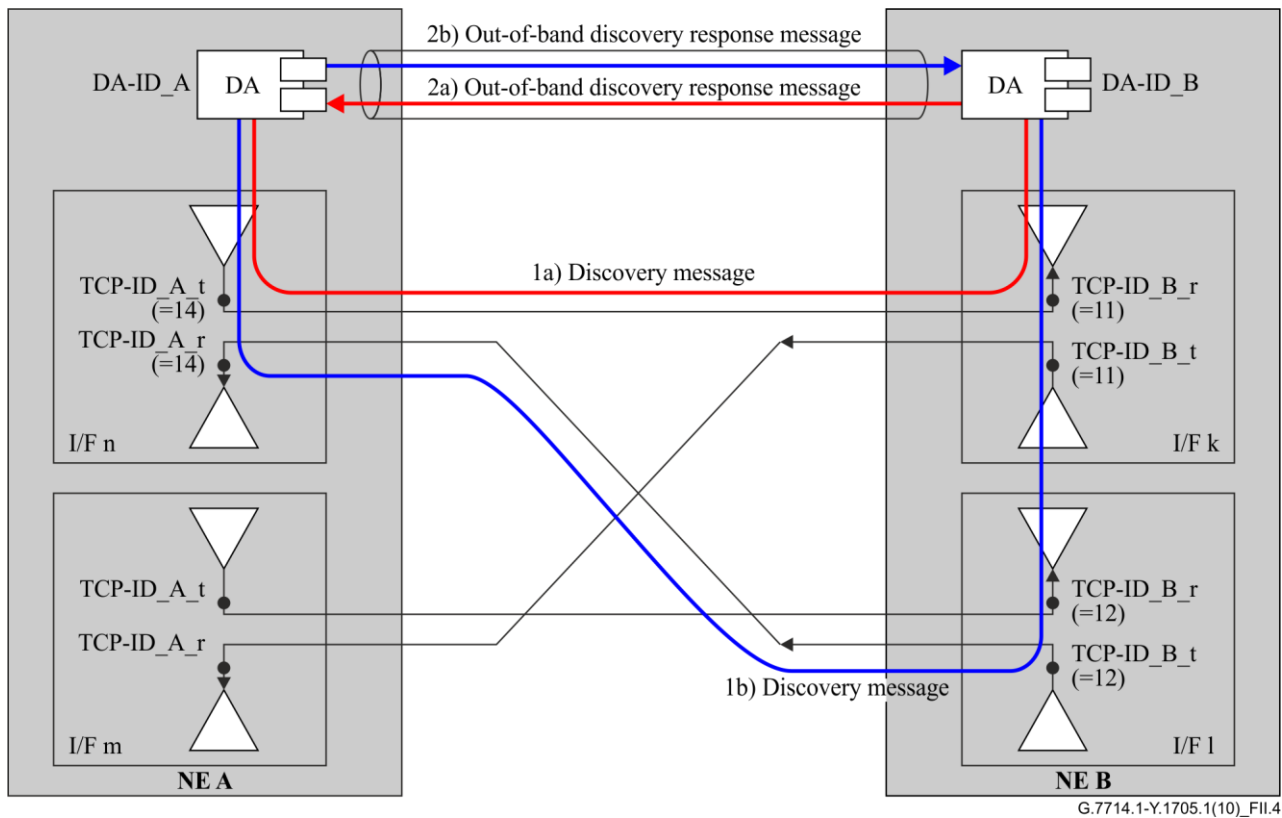 2b) Out-of-band discovery response message
DA-ID_A
DA
2a) Out-of-band discovery response message
DA
DA-ID_B
1a) Discovery message
TCP-ID_A_t
(=14)
TCP-ID_A_r
(=14)
I/F n
TCP-ID_B_r
(=11)
TCP-ID_B_t
(=11)
I/F k
TCP-ID_A_t
TCP-ID_A_r
I/F m
NE A
1b) Discovery message
TCP-ID_B_r
(=12)
TCP-ID_B_t
(=12)
I/F l
NE B
G.7714.1-Y.1705.1(10)_FII.4